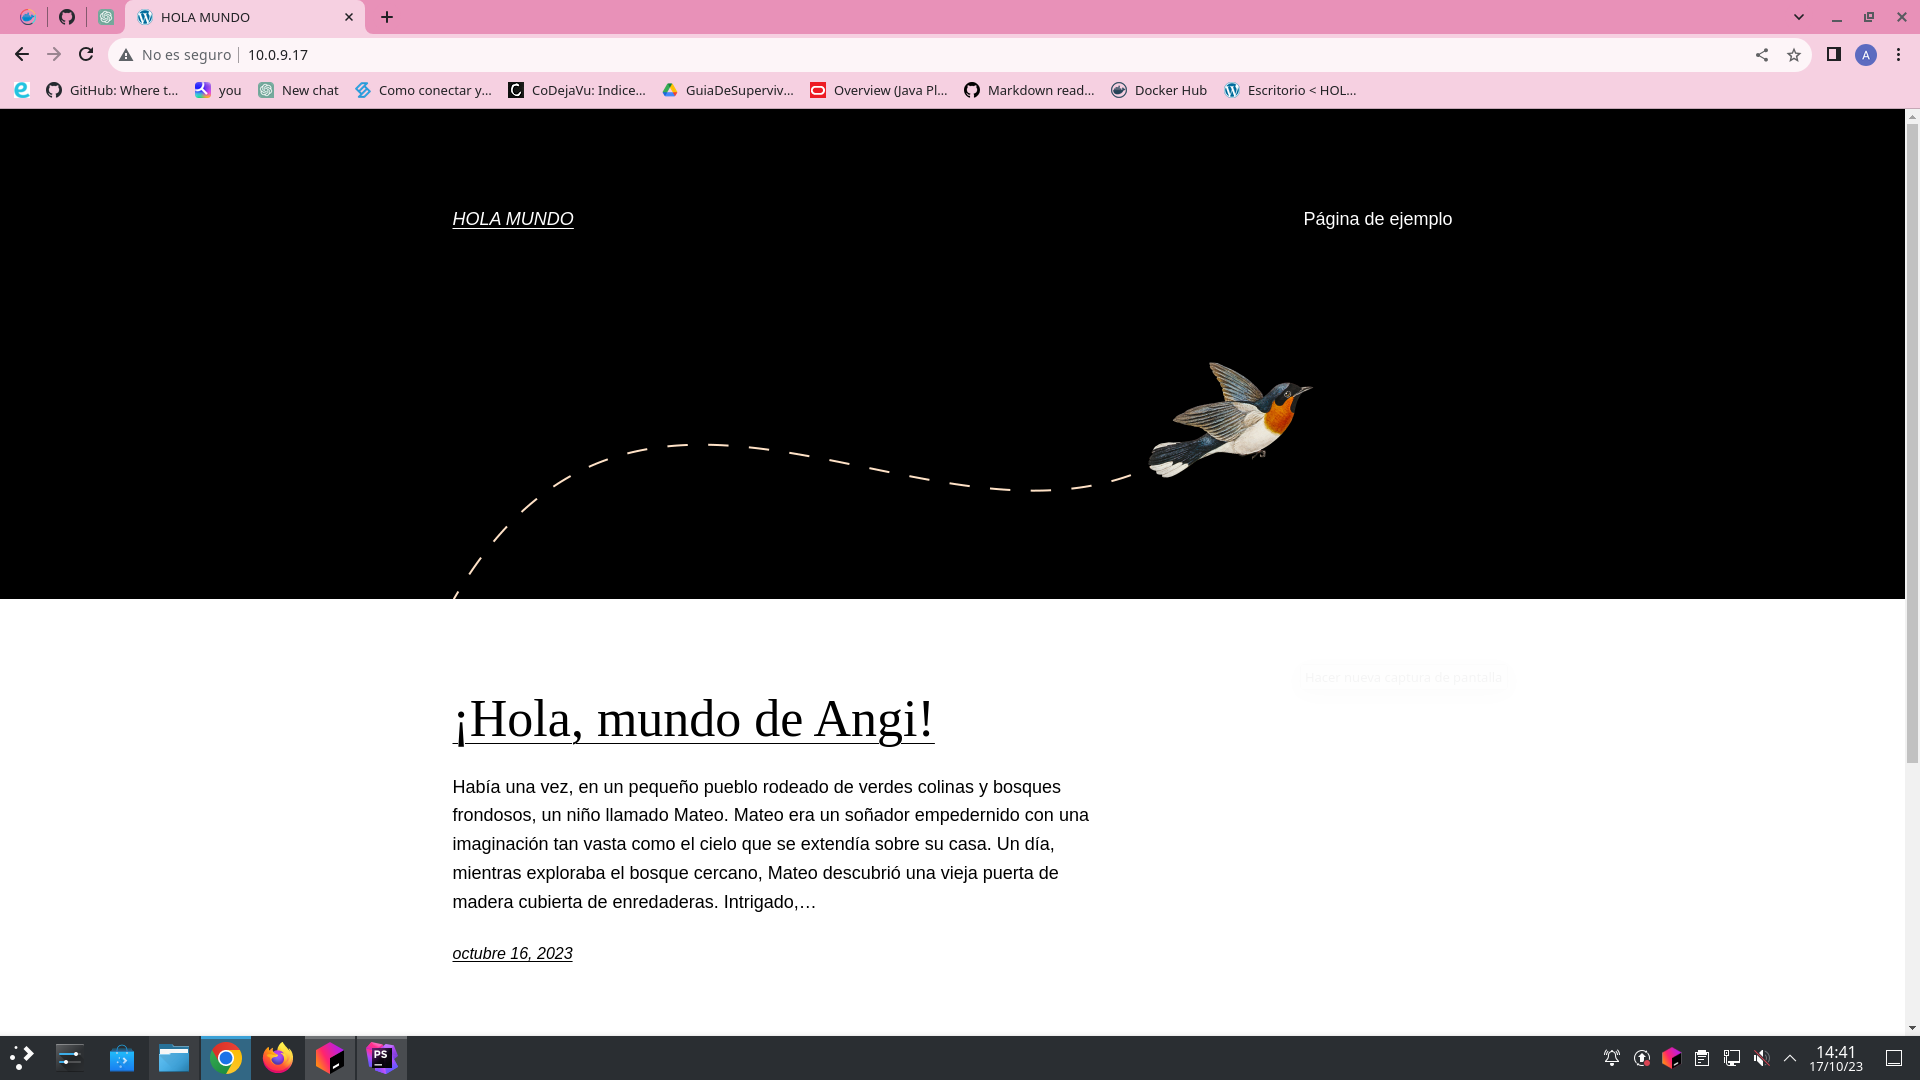 HOLA MUNDO
No es seguro 10.0.9.17
A
GitHub: Where t... you New chat Como conectar y... CoDejaVu: Indice... GuiaDeSuperviv... Overview (Java Pl... Markdown read... Docker Hub Escritorio < HOL...
HOLA MUNDO Página de ejemplo
Hacer nueva captura de pantalla
¡Hola, mundo de Angi!
Había una vez, en un pequeño pueblo rodeado de verdes colinas y bosques
frondosos, un niño llamado Mateo. Mateo era un soñador empedernido con una
imaginación tan vasta como el cielo que se extendía sobre su casa. Un día,
mientras exploraba el bosque cercano, Mateo descubrió una vieja puerta de
madera cubierta de enredaderas. Intrigado,…
octubre 16, 2023
PS
14:41
17/10/23